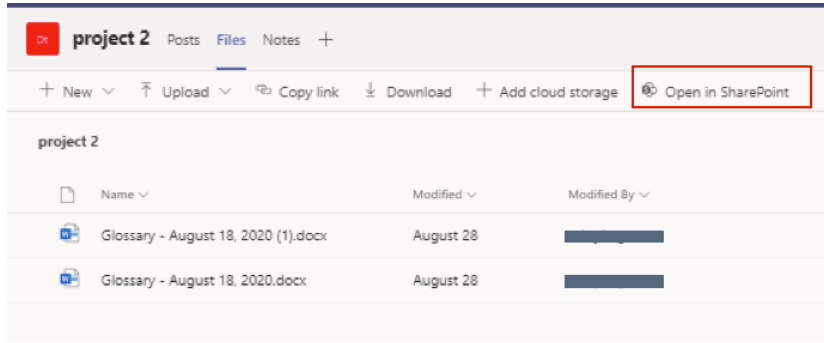 Dt project 2 Posts Files Notes +
+ New Upload Copy link Download + Add cloud storage Open in SharePoint
project 2
Name Modified Modified By
Glossary - August 18, 2020 (1).docx August 28
Glossary - August 18, 2020.docx August 28